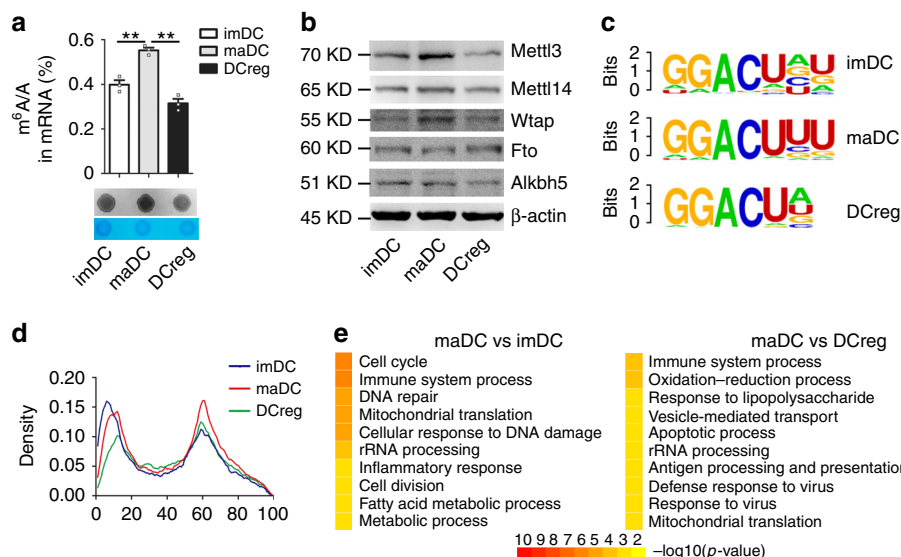 a
imDC
maDC
DCreg
** **
m⁶A/A
in mRNA (%)
0.6
0.4
0.2
imDC
maDC
DCreg
b
70 KD
Mettl3
65 KD
Mettl14
55 KD
Wtap
60 KD
Fto
51 KD
Alkbh5
45 KD
β-actin
imDC
maDC
DCreg
c
Bits
2
1
0
GGACUAU
imDC
Bits
2
1
0
GGACUUU
maDC
Bits
2
1
0
GGACUA
DCreg
d
imDC
maDC
DCreg
Density
0.20
0.15
0.10
0.05
0.00
0 20 40 60 80 100
e
maDC vs imDC
Cell cycle
Immune system process
DNA repair
Mitochondrial translation
Cellular response to DNA damage
rRNA processing
Inflammatory response
Cell division
Fatty acid metabolic process
Metabolic process
maDC vs DCreg
Immune system process
Oxidation–reduction process
Response to lipopolysaccharide
Vesicle-mediated transport
Apoptotic process
rRNA processing
Antigen processing and presentation
Defense response to virus
Response to virus
Mitochondrial translation
10 9 8 7 6 5 4 3 2
–log10(p-value)